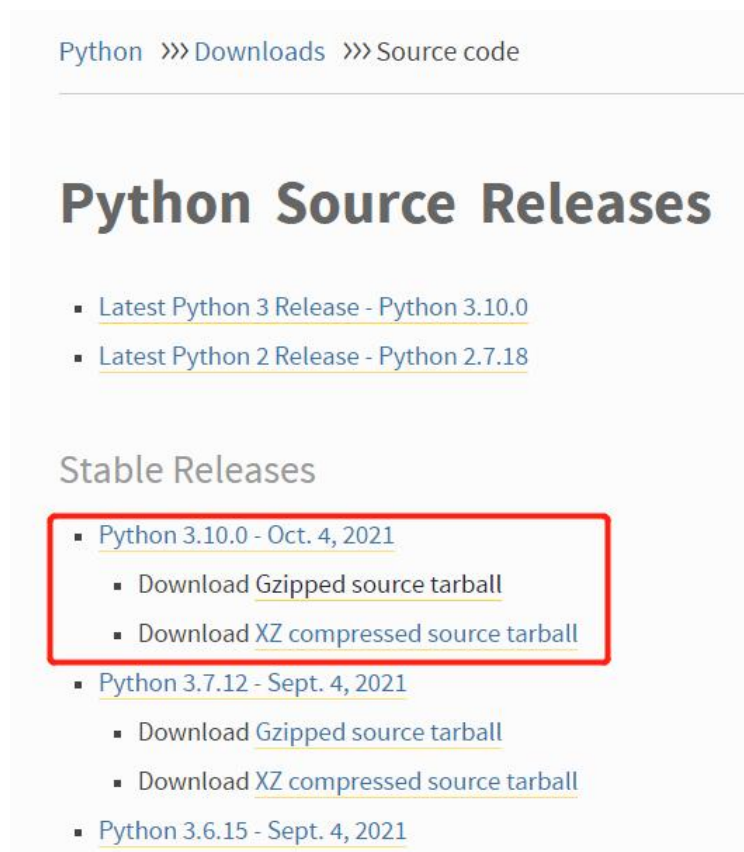 Python >>> Downloads >>> Source code
Python Source Releases
Latest Python 3 Release - Python 3.10.0
Latest Python 2 Release - Python 2.7.18
Stable Releases
Python 3.10.0 - Oct. 4, 2021
Download Gzipped source tarball
Download XZ compressed source tarball
Python 3.7.12 - Sept. 4, 2021
Download Gzipped source tarball
Download XZ compressed source tarball
Python 3.6.15 - Sept. 4, 2021